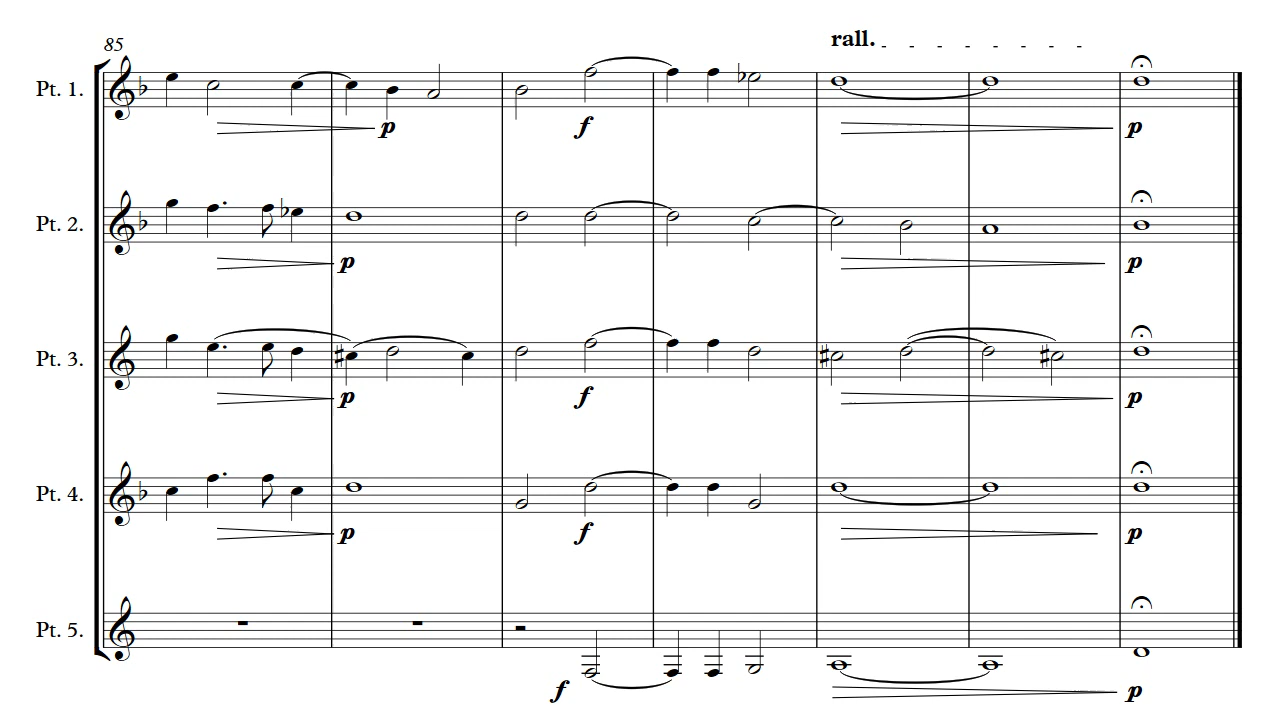 85
rall.
Pt. 1.
p f p
Pt. 2.
p p
Pt. 3.
p f p
Pt. 4.
p f p
Pt. 5.
f p